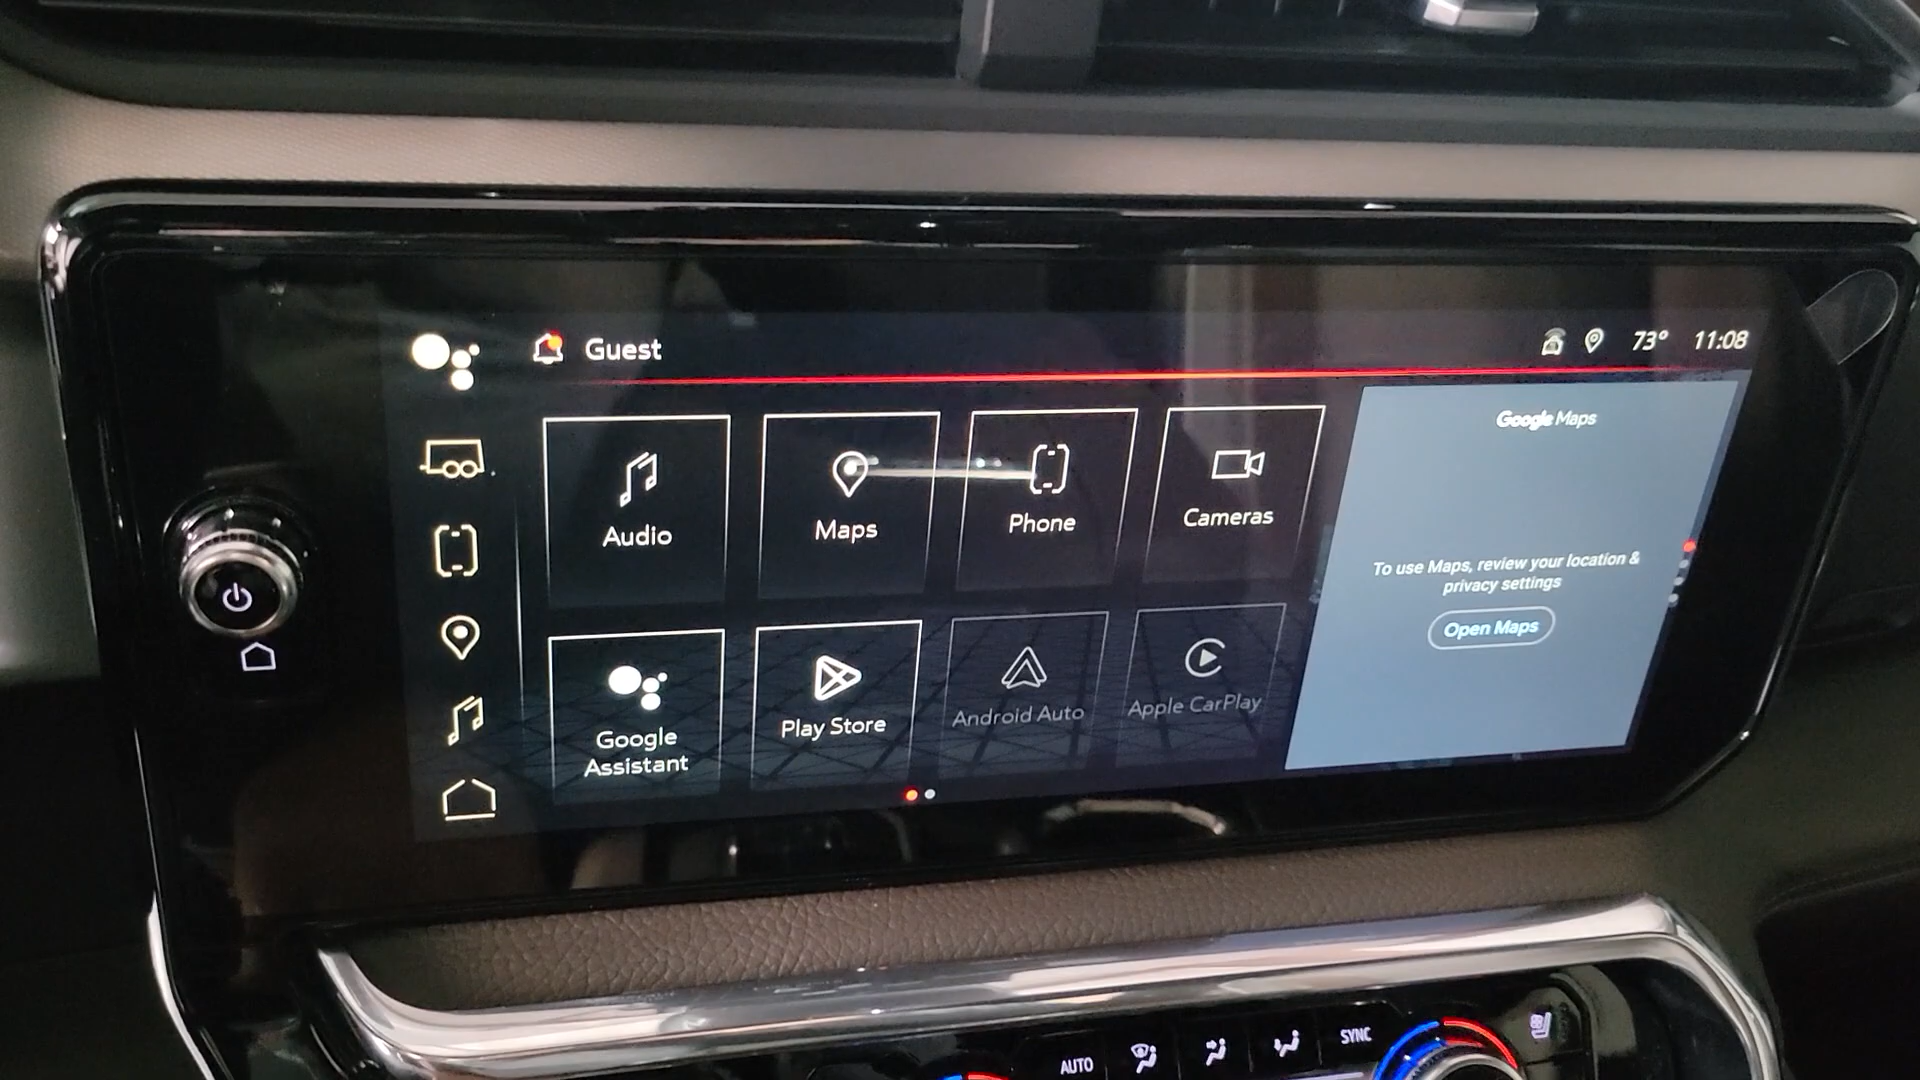 Guest
73° 11:08
Audio
Maps
Phone
Cameras
Google Maps
To use Maps, review your location &
privacy settings
Open Maps
Google
Assistant
Play Store
Android Auto
Apple CarPlay
AUTO
SYNC